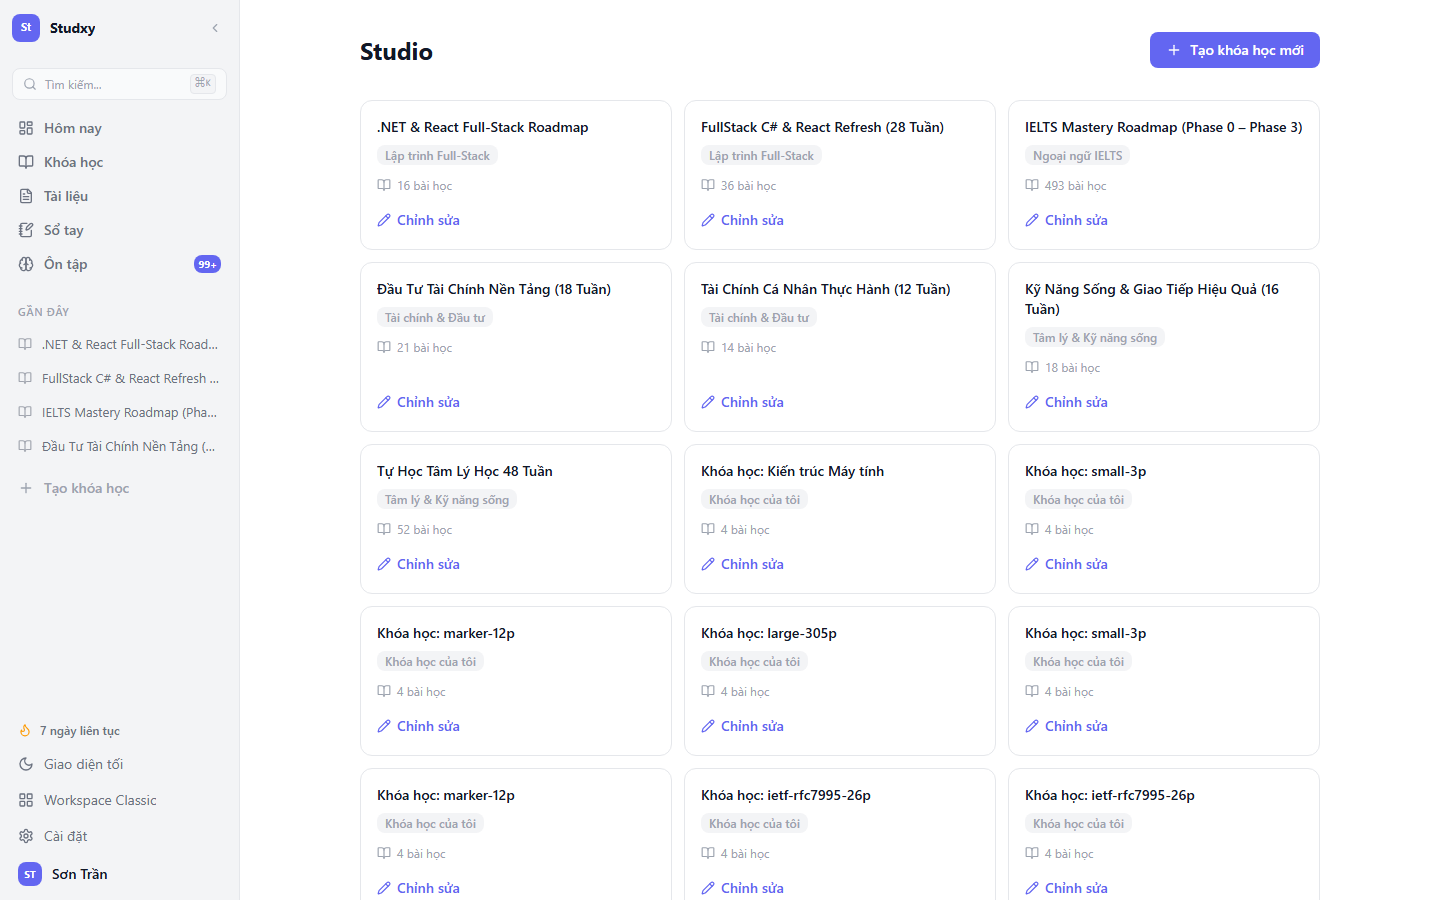 St Studxy
Tìm kiếm... ⌘K
Hôm nay
Khóa học
Tài liệu
Sổ tay
Ôn tập 99+
GẦN ĐÂY
.NET & React Full-Stack Road...
FullStack C# & React Refresh ...
IELTS Mastery Roadmap (Pha...
Đầu Tư Tài Chính Nền Tảng (...
Tạo khóa học
7 ngày liên tục
Giao diện tối
Workspace Classic
Cài đặt
ST Sơn Trần
Studio
Tạo khóa học mới
.NET & React Full-Stack Roadmap
Lập trình Full-Stack
16 bài học
Chỉnh sửa
FullStack C# & React Refresh (28 Tuần)
Lập trình Full-Stack
36 bài học
Chỉnh sửa
IELTS Mastery Roadmap (Phase 0 – Phase 3)
Ngoại ngữ IELTS
493 bài học
Chỉnh sửa
Đầu Tư Tài Chính Nền Tảng (18 Tuần)
Tài chính & Đầu tư
21 bài học
Chỉnh sửa
Tài Chính Cá Nhân Thực Hành (12 Tuần)
Tài chính & Đầu tư
14 bài học
Chỉnh sửa
Kỹ Năng Sống & Giao Tiếp Hiệu Quả (16
Tuần)
Tâm lý & Kỹ năng sống
18 bài học
Chỉnh sửa
Tự Học Tâm Lý Học 48 Tuần
Tâm lý & Kỹ năng sống
52 bài học
Chỉnh sửa
Khóa học: Kiến trúc Máy tính
Khóa học của tôi
4 bài học
Chỉnh sửa
Khóa học: small-3p
Khóa học của tôi
4 bài học
Chỉnh sửa
Khóa học: marker-12p
Khóa học của tôi
4 bài học
Chỉnh sửa
Khóa học: large-305p
Khóa học của tôi
4 bài học
Chỉnh sửa
Khóa học: small-3p
Khóa học của tôi
4 bài học
Chỉnh sửa
Khóa học: marker-12p
Khóa học của tôi
4 bài học
Chỉnh sửa
Khóa học: ietf-rfc7995-26p
Khóa học của tôi
4 bài học
Chỉnh sửa
Khóa học: ietf-rfc7995-26p
Khóa học của tôi
4 bài học
Chỉnh sửa